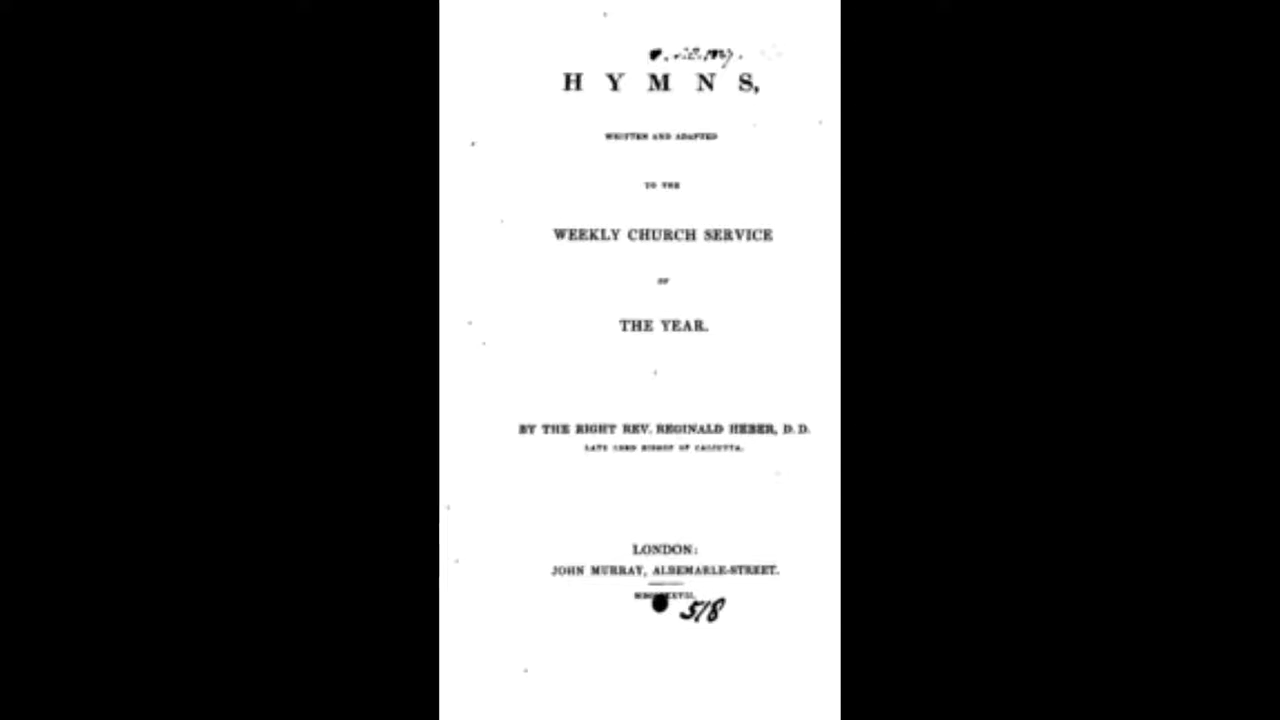 HYMNS,
WRITTEN AND ADAPTED
TO THE
WEEKLY CHURCH SERVICE
OF
THE YEAR.
BY THE RIGHT REV. REGINALD HEBER, D. D.
LATE LORD BISHOP OF CALCUTTA.
LONDON:
JOHN MURRAY, ALBEMARLE-STREET.
518